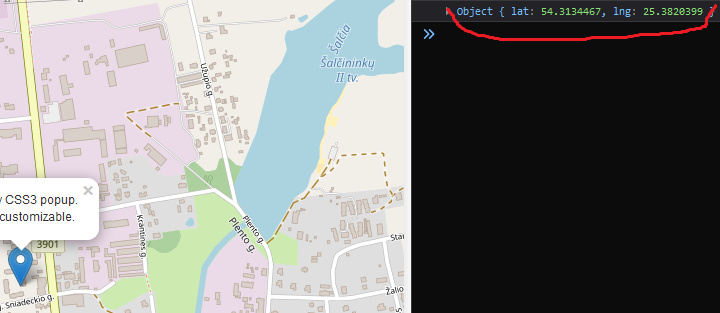 Object { lat: 54.3134467, lng: 25.3820399 }
Užupio g.
Šalčia
Šalčininkų
II tv.
CSS3 popup.
customizable.
×
3901
Krantinės g.
Plento g.
Plento g.
Sniadeckio g.